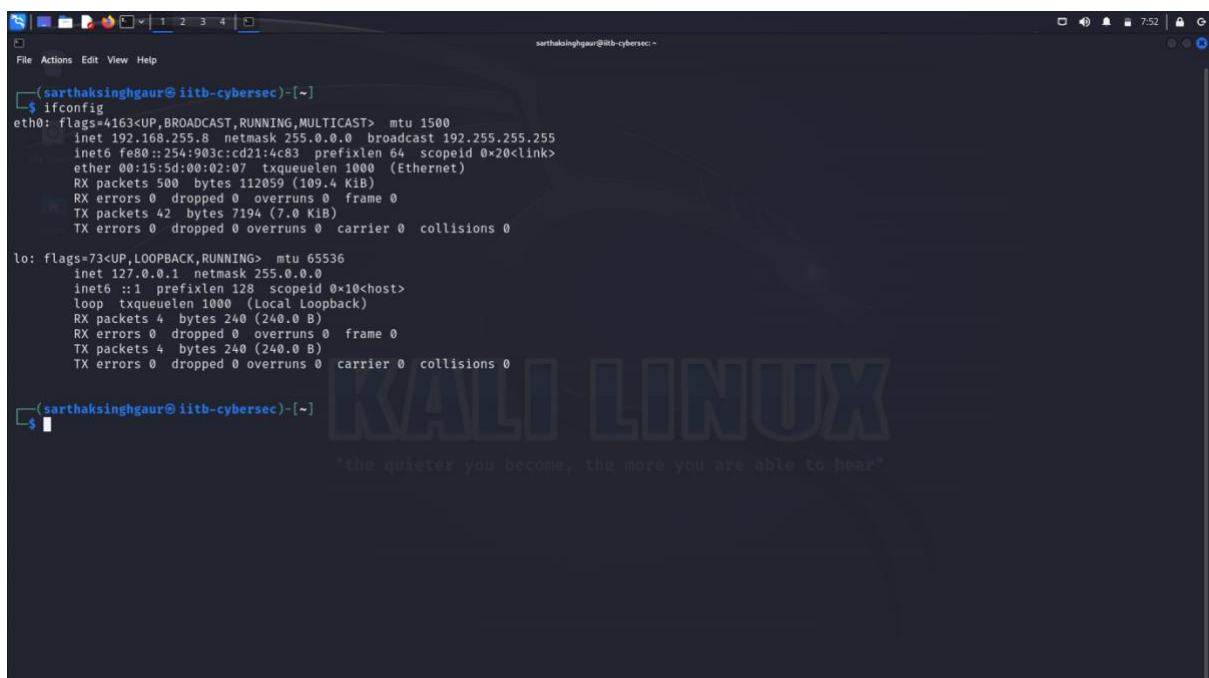 1 2 3 4
7:52
sarthaksinghgaur@iitb-cybersec: ~
File Actions Edit View Help
┌──(sarthaksinghgaur㉿iitb-cybersec)-[~]
└─$ ifconfig
eth0: flags=4163<UP,BROADCAST,RUNNING,MULTICAST>  mtu 1500
        inet 192.168.255.8  netmask 255.0.0.0  broadcast 192.255.255.255
        inet6 fe80::254:903c:cd21:4c83  prefixlen 64  scopeid 0×20<link>
        ether 00:15:5d:00:02:07  txqueuelen 1000  (Ethernet)
        RX packets 500  bytes 112059 (109.4 KiB)
        RX errors 0  dropped 0  overruns 0  frame 0
        TX packets 42  bytes 7194 (7.0 KiB)
        TX errors 0  dropped 0 overruns 0  carrier 0  collisions 0
lo: flags=73<UP,LOOPBACK,RUNNING>  mtu 65536
        inet 127.0.0.1  netmask 255.0.0.0
        inet6 ::1  prefixlen 128  scopeid 0×10<host>
        loop  txqueuelen 1000  (Local Loopback)
        RX packets 4  bytes 240 (240.0 B)
        RX errors 0  dropped 0  overruns 0  frame 0
        TX packets 4  bytes 240 (240.0 B)
        TX errors 0  dropped 0 overruns 0  carrier 0  collisions 0
┌──(sarthaksinghgaur㉿iitb-cybersec)-[~]
└─$
KALI LINUX
"the quieter you become, the more you are able to hear"